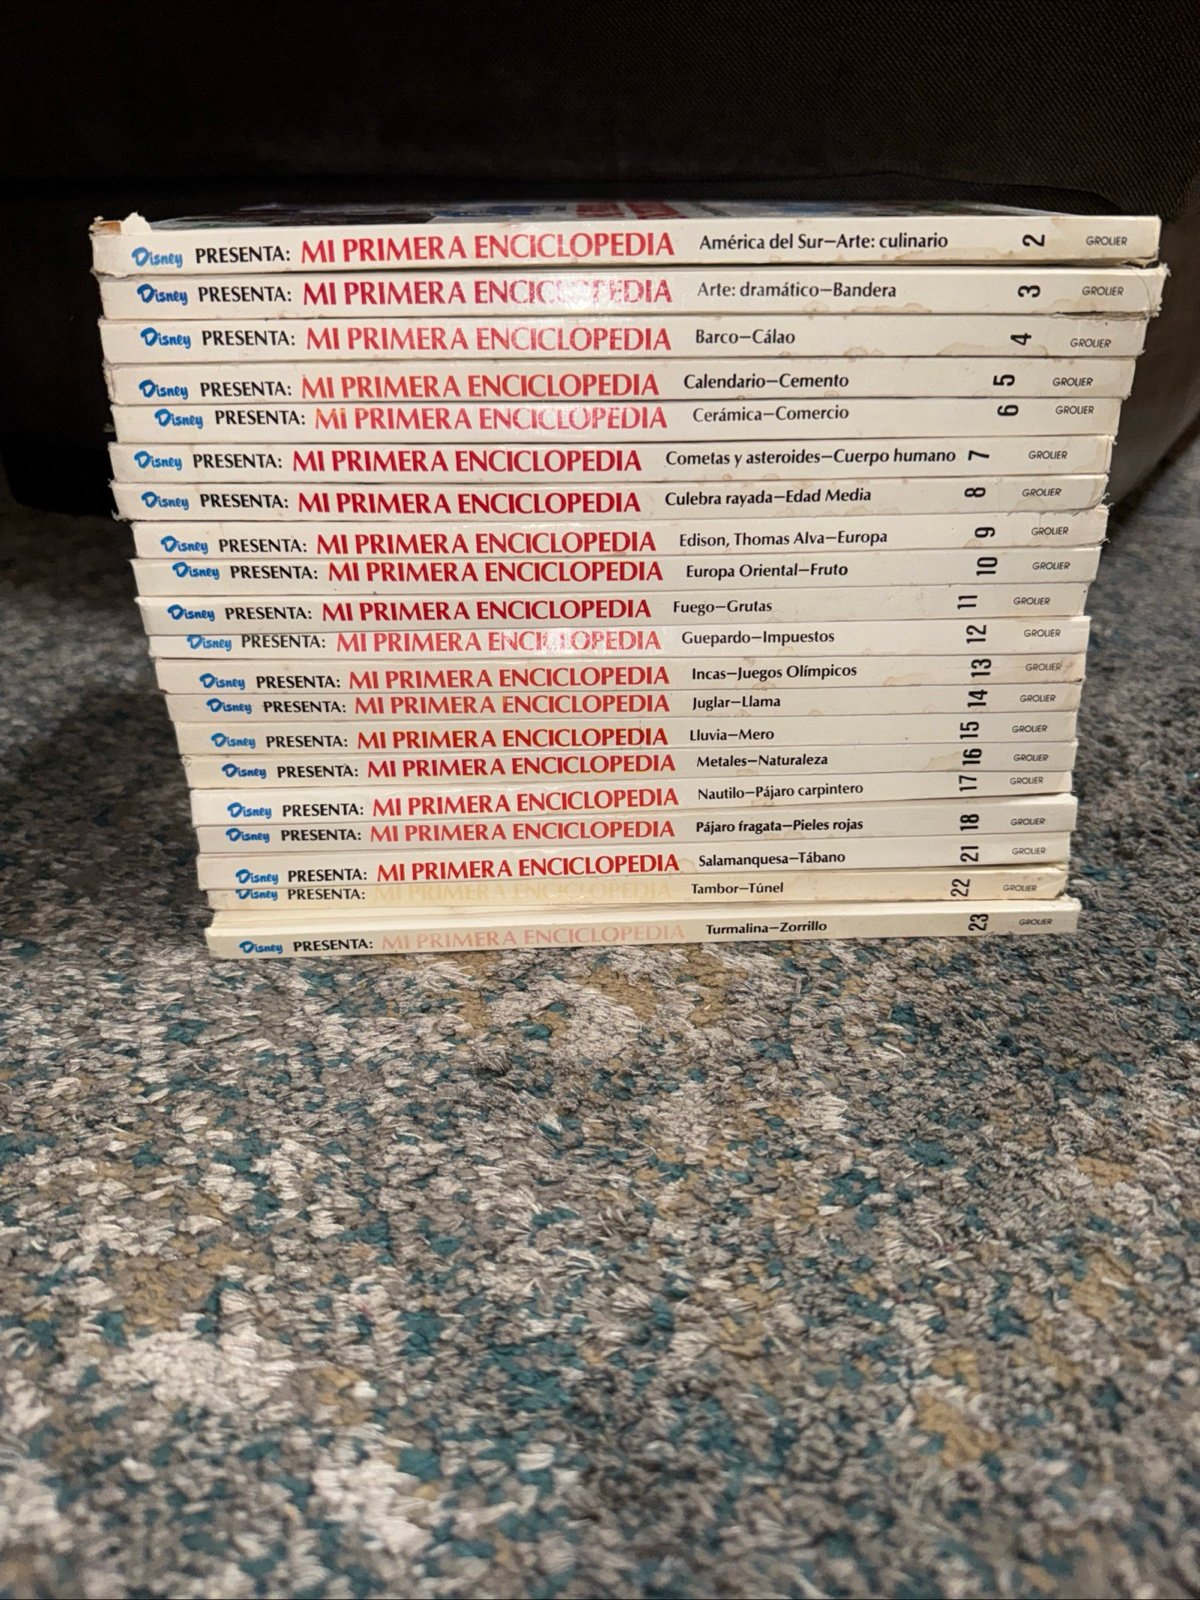 Disney PRESENTA: MI PRIMERA ENCICLOPEDIA América del Sur—Arte: culinario 2 GROLIER
Disney PRESENTA: MI PRIMERA ENCICLOPEDIA Arte: dramático—Bandera 3 GROLIER
Disney PRESENTA: MI PRIMERA ENCICLOPEDIA Barco—Cálao 4 GROLIER
Disney PRESENTA: MI PRIMERA ENCICLOPEDIA Calendario—Cemento 5 GROLIER
Disney PRESENTA: MI PRIMERA ENCICLOPEDIA Cerámica—Comercio 6 GROLIER
Disney PRESENTA: MI PRIMERA ENCICLOPEDIA Cometas y asteroides—Cuerpo humano 7 GROLIER
Disney PRESENTA: MI PRIMERA ENCICLOPEDIA Culebra rayada—Edad Media 8 GROLIER
Disney PRESENTA: MI PRIMERA ENCICLOPEDIA Edison, Thomas Alva—Europa 9 GROLIER
Disney PRESENTA: MI PRIMERA ENCICLOPEDIA Europa Oriental—Fruto 10 GROLIER
Disney PRESENTA: MI PRIMERA ENCICLOPEDIA Fuego—Grutas 11 GROLIER
Disney PRESENTA: MI PRIMERA ENCICLOPEDIA Guepardo—Impuestos 12 GROLIER
Disney PRESENTA: MI PRIMERA ENCICLOPEDIA Incas—Juegos Olímpicos 13 GROLIER
Disney PRESENTA: MI PRIMERA ENCICLOPEDIA Juglar—Llama 14 GROLIER
Disney PRESENTA: MI PRIMERA ENCICLOPEDIA Lluvia—Mero 15 GROLIER
Disney PRESENTA: MI PRIMERA ENCICLOPEDIA Metales—Naturaleza 16 GROLIER
Disney PRESENTA: MI PRIMERA ENCICLOPEDIA Nautilo—Pájaro carpintero 17 GROLIER
Disney PRESENTA: MI PRIMERA ENCICLOPEDIA Pájaro fragata—Pieles rojas 18 GROLIER
Disney PRESENTA: MI PRIMERA ENCICLOPEDIA Salamanquesa—Tábano 21 GROLIER
Disney PRESENTA: MI PRIMERA ENCICLOPEDIA Tambor—Túnel 22 GROLIER
Disney PRESENTA: MI PRIMERA ENCICLOPEDIA Turmalina—Zorrillo 23 GROLIER